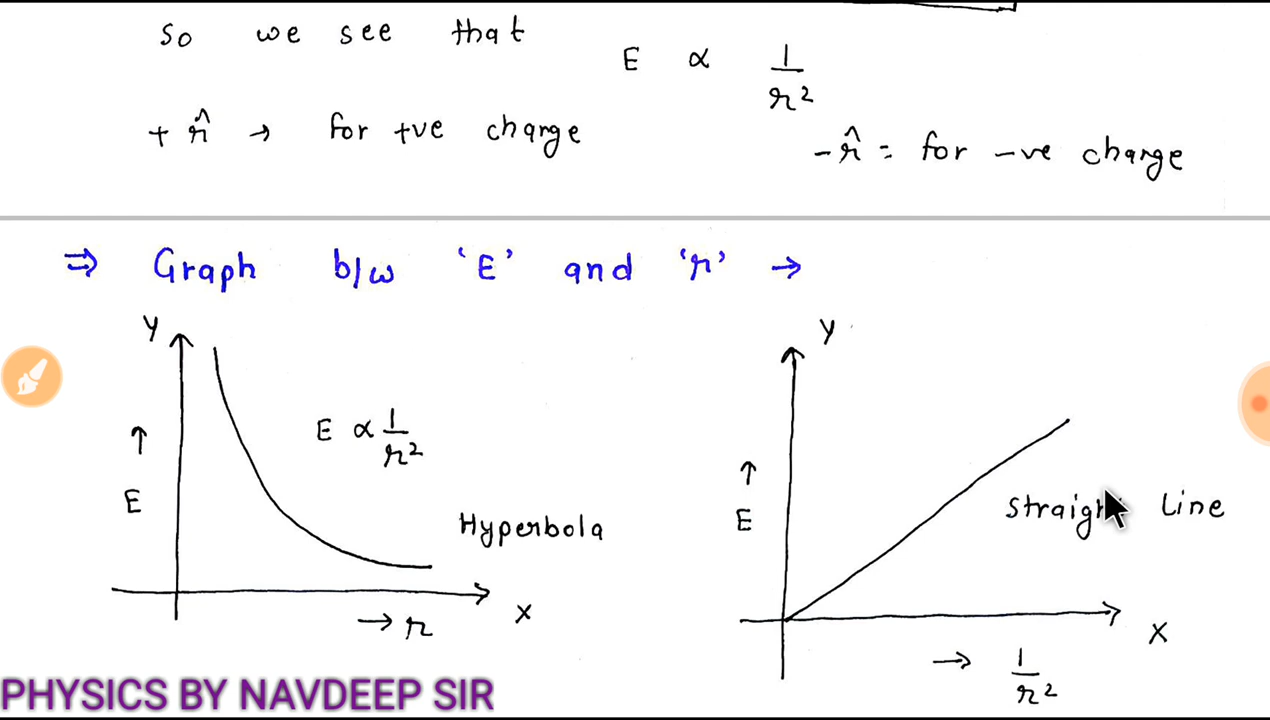 So we see that E ∝ 1/r²
+ r̂ → for +ve charge
- r̂ = for -ve charge
⇒ Graph b/w 'E' and 'r' →
Y
↑ E
E ∝ 1/r²
Hyperbola
→ r
X
Y
↑ E
Straight Line
X
→ 1/r²
PHYSICS BY NAVDEEP SIR